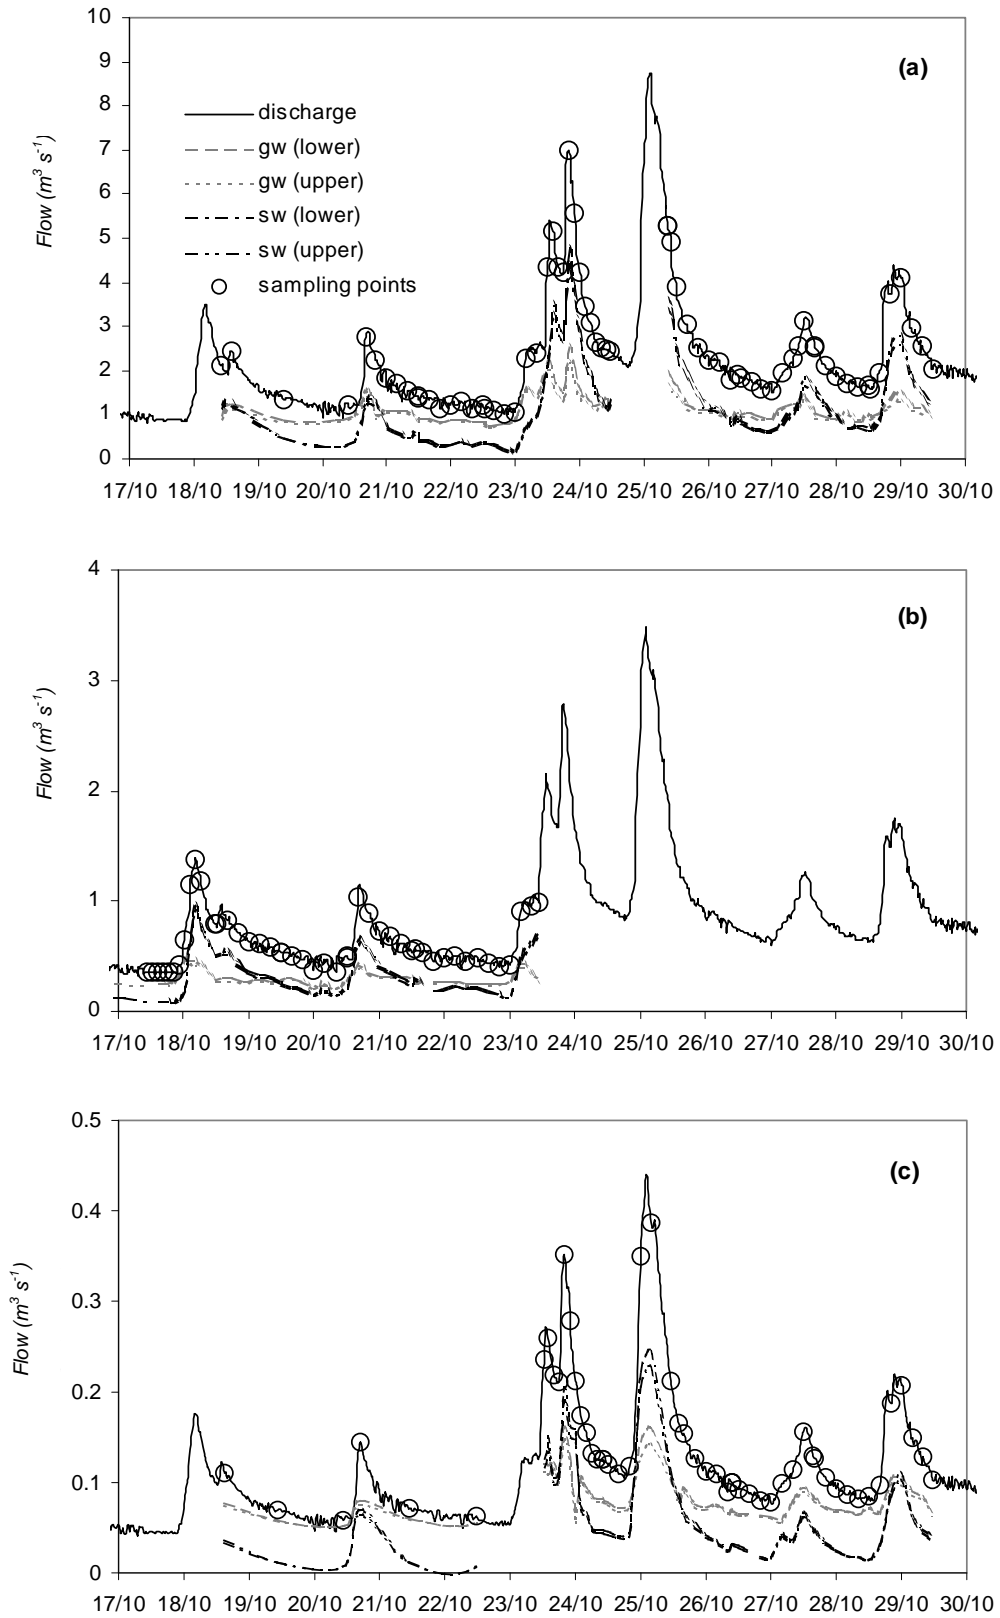 10
9
8
7
6
5
4
3
2
1
0
Flow (m³ s⁻¹)
(a)
discharge
gw (lower)
gw (upper)
sw (lower)
sw (upper)
sampling points
17/10 18/10 19/10 20/10 21/10 22/10 23/10 24/10 25/10 26/10 27/10 28/10 29/10 30/10
4
3
2
1
0
Flow (m³ s⁻¹)
(b)
17/10 18/10 19/10 20/10 21/10 22/10 23/10 24/10 25/10 26/10 27/10 28/10 29/10 30/10
0.5
0.4
0.3
0.2
0.1
0
Flow (m³ s⁻¹)
(c)
17/10 18/10 19/10 20/10 21/10 22/10 23/10 24/10 25/10 26/10 27/10 28/10 29/10 30/10